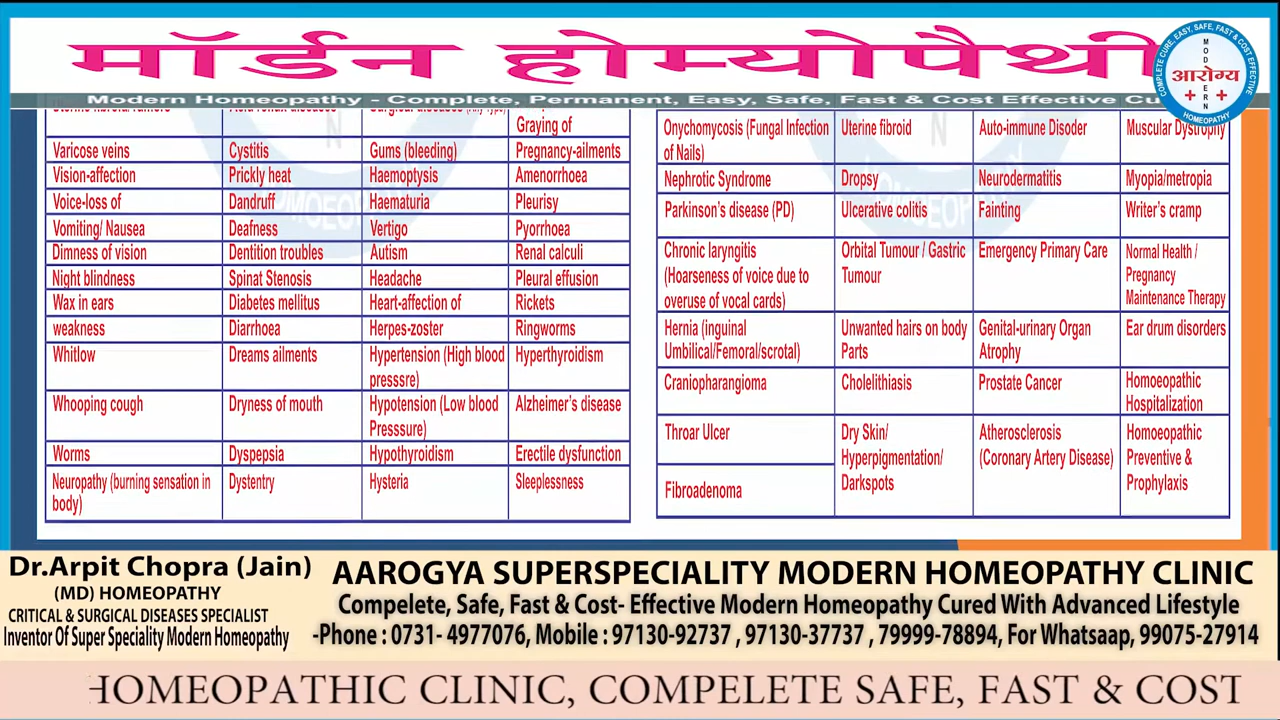 मॉर्डन होम्योपैथी
COMPLETE CURE, EASY, SAFE, FAST & COST EFFECTIVE
MODERN
आरोग्य
HOMEOPATHY
Modern Homeopathy - Complete, Permanent, Easy, Safe, Fast & Cost Effective Cu
Graying of
Varicose veins Cystitis Gums (bleeding) Pregnancy-ailments
Vision-affection Prickly heat Haemoptysis Amenorrhoea
Voice-loss of Dandruff Haematuria Pleurisy
Vomiting/ Nausea Deafness Vertigo Pyorrhoea
Dimness of vision Dentition troubles Autism Renal calculi
Night blindness Spinat Stenosis Headache Pleural effusion
Wax in ears Diabetes mellitus Heart-affection of Rickets
weakness Diarrhoea Herpes-zoster Ringworms
Whitlow Dreams ailments Hypertension (High blood Hyperthyroidism
presssre)
Whooping cough Dryness of mouth Hypotension (Low blood Alzheimer's disease
Presssure)
Worms Dyspepsia Hypothyroidism Erectile dysfunction
Neuropathy (burning sensation in Dystentry Hysteria Sleeplessness
body)
Onychomycosis (Fungal Infection Uterine fibroid Auto-immune Disoder Muscular Dystrophy
of Nails)
Nephrotic Syndrome Dropsy Neurodermatitis Myopia/metropia
Parkinson's disease (PD) Ulcerative colitis Fainting Writer's cramp
Chronic laryngitis Orbital Tumour / Gastric Emergency Primary Care Normal Health /
(Hoarseness of voice due to Tumour Pregnancy
overuse of vocal cards) Maintenance Therapy
Hernia (inguinal Unwanted hairs on body Genital-urinary Organ Ear drum disorders
Umbilical/Femoral/scrotal) Parts Atrophy
Craniopharangioma Cholelithiasis Prostate Cancer Homoeopathic
Hospitalization
Throar Ulcer Dry Skin/ Atherosclerosis Homoeopathic
Hyperpigmentation/ (Coronary Artery Disease) Preventive &
Fibroadenoma Darkspots Prophylaxis
Dr.Arpit Chopra (Jain)
(MD) HOMEOPATHY
CRITICAL & SURGICAL DISEASES SPECIALIST
Inventor Of Super Speciality Modern Homeopathy
AAROGYA SUPERSPECIALITY MODERN HOMEOPATHY CLINIC
Compelete, Safe, Fast & Cost- Effective Modern Homeopathy Cured With Advanced Lifestyle
-Phone : 0731- 4977076, Mobile : 97130-92737 , 97130-37737 , 79999-78894, For Whatsaap, 99075-27914
HOMEOPATHIC CLINIC, COMPELETE SAFE, FAST & COST